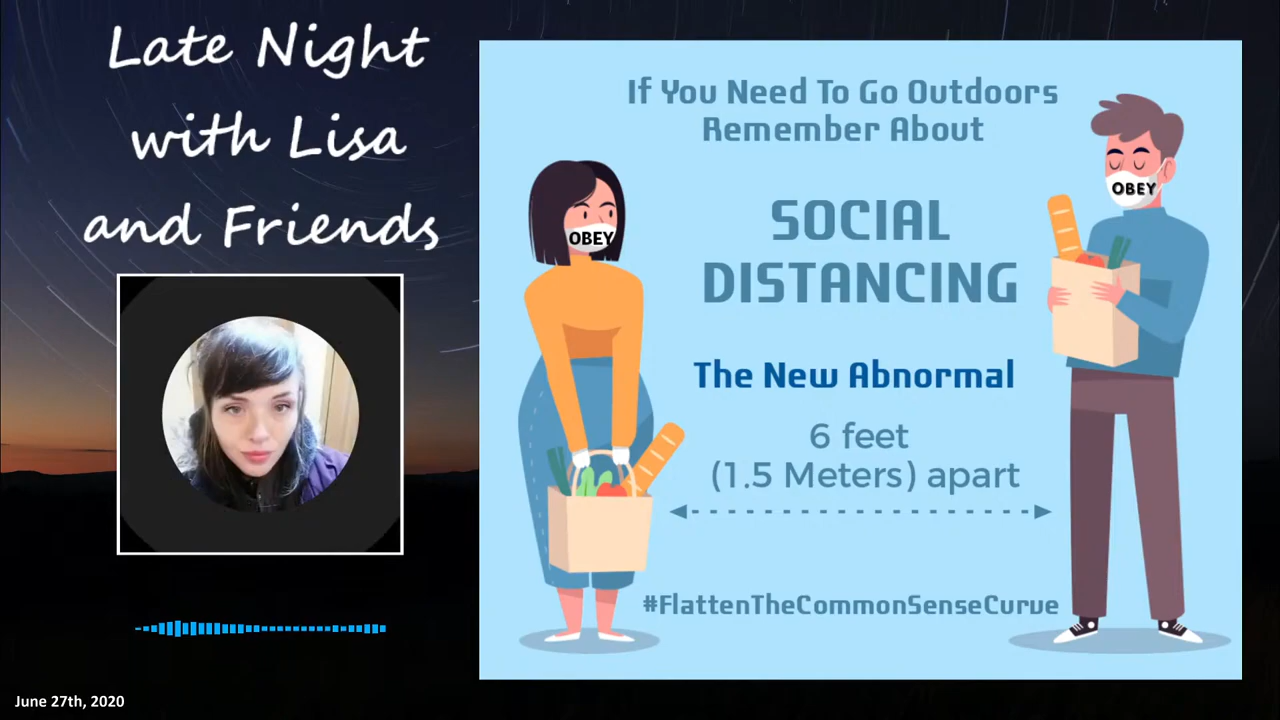 Late Night
with Lisa
and Friends
If You Need To Go Outdoors
Remember About
SOCIAL
DISTANCING
The New Abnormal
6 feet
(1.5 Meters) apart
#FlattenTheCommonSenseCurve
OBEY
OBEY
June 27th, 2020